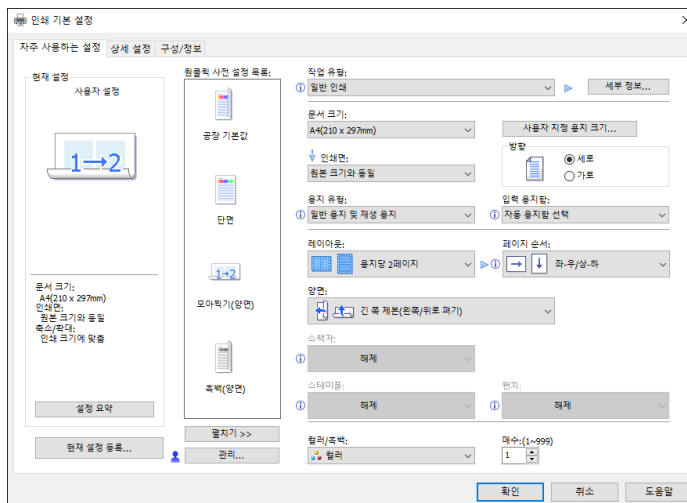 인쇄 기본 설정
자주 사용하는 설정 상세 설정 구성/정보
현재 설정
사용자 설정
1→2
문서 크기:
A4(210 x 297mm)
인쇄면:
원본 크기와 동일
축소/확대:
인쇄 크기에 맞춤
설정 요약
현재 설정 등록...
원클릭 사전 설정 목록:
공장 기본값
단면
1→2
모아찍기(양면)
흑백(양면)
펼치기 >>
관리...
작업 유형:
일반 인쇄
세부 정보...
문서 크기:
A4(210 x 297mm)
사용자 지정 용지 크기...
인쇄면:
원본 크기와 동일
방향
세로
가로
용지 유형:
일반 용지 및 재생 용지
입력 용지함:
자동 용지함 선택
레이아웃:
용지당 2페이지
페이지 순서:
좌-우/상-하
양면:
긴 쪽 제본(왼쪽/위로 펴기)
소책자:
해제
스테이플:
해제
펀치:
해제
컬러/흑백:
컬러
매수:(1~999)
1
확인
취소
도움말